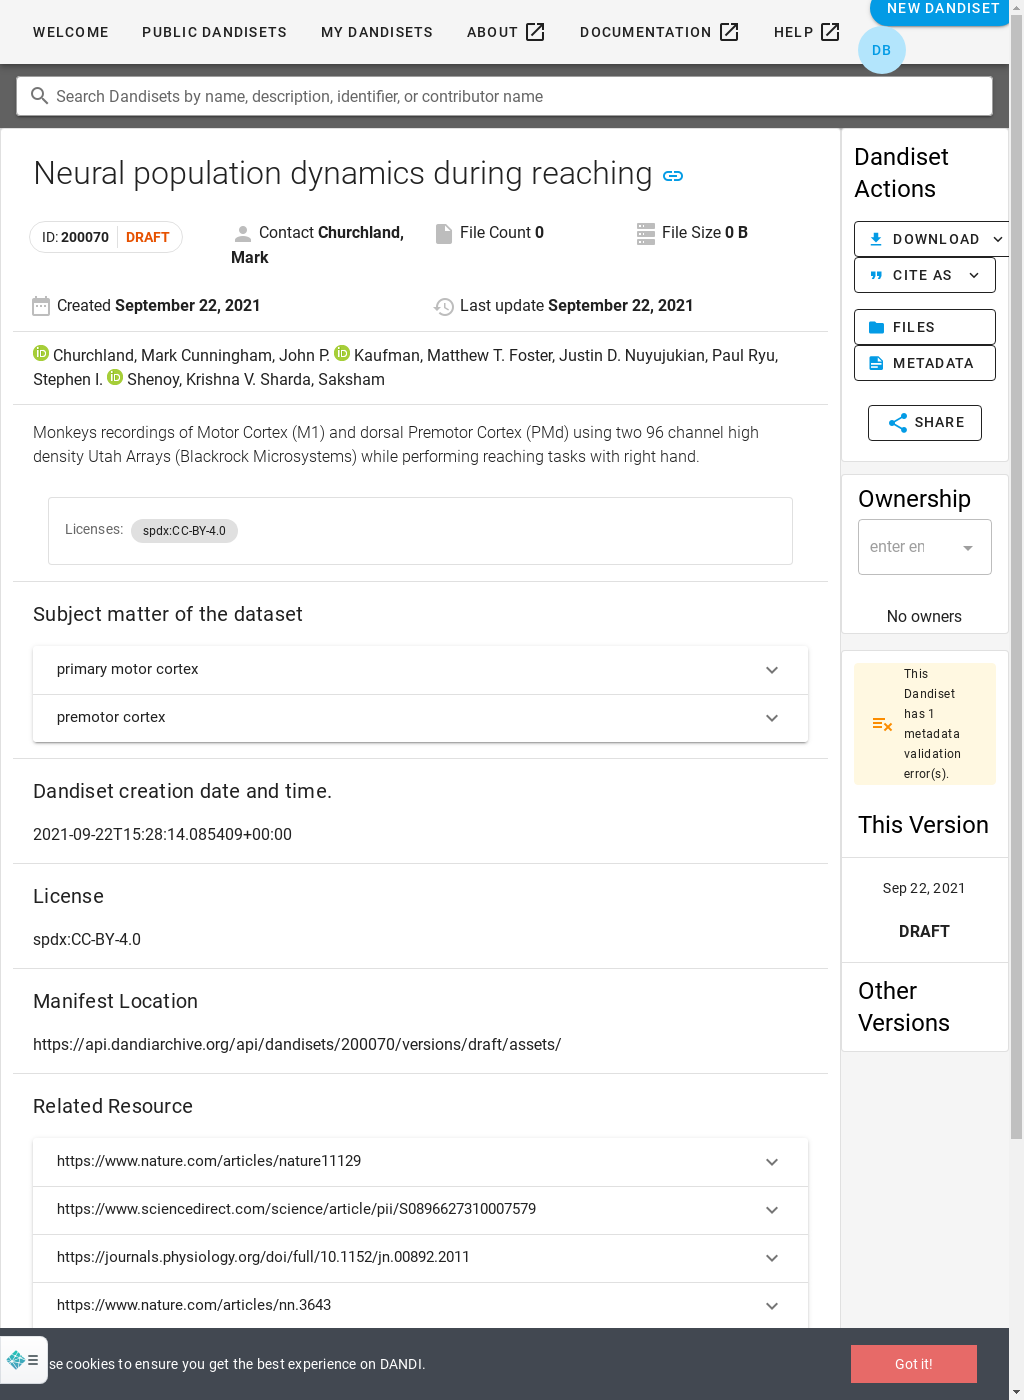 WELCOME PUBLIC DANDISETS MY DANDISETS ABOUT DOCUMENTATION HELP NEW DANDISET
DB
Search Dandisets by name, description, identifier, or contributor name
Neural population dynamics during reaching
ID: 200070 DRAFT
Contact Churchland, Mark
File Count 0
File Size 0 B
Created September 22, 2021
Last update September 22, 2021
Churchland, Mark Cunningham, John P. Kaufman, Matthew T. Foster, Justin D. Nuyujukian, Paul Ryu,
Stephen I. Shenoy, Krishna V. Sharda, Saksham
Monkeys recordings of Motor Cortex (M1) and dorsal Premotor Cortex (PMd) using two 96 channel high
density Utah Arrays (Blackrock Microsystems) while performing reaching tasks with right hand.
Licenses: spdx:CC-BY-4.0
Subject matter of the dataset
primary motor cortex
premotor cortex
Dandiset creation date and time.
2021-09-22T15:28:14.085409+00:00
License
spdx:CC-BY-4.0
Manifest Location
https://api.dandiarchive.org/api/dandisets/200070/versions/draft/assets/
Related Resource
https://www.nature.com/articles/nature11129
https://www.sciencedirect.com/science/article/pii/S0896627310007579
https://journals.physiology.org/doi/full/10.1152/jn.00892.2011
https://www.nature.com/articles/nn.3643
Dandiset
Actions
DOWNLOAD
CITE AS
FILES
METADATA
SHARE
Ownership
enter en
No owners
This
Dandiset
has 1
metadata
validation
error(s).
This Version
Sep 22, 2021
DRAFT
Other
Versions
se cookies to ensure you get the best experience on DANDI.
Got it!